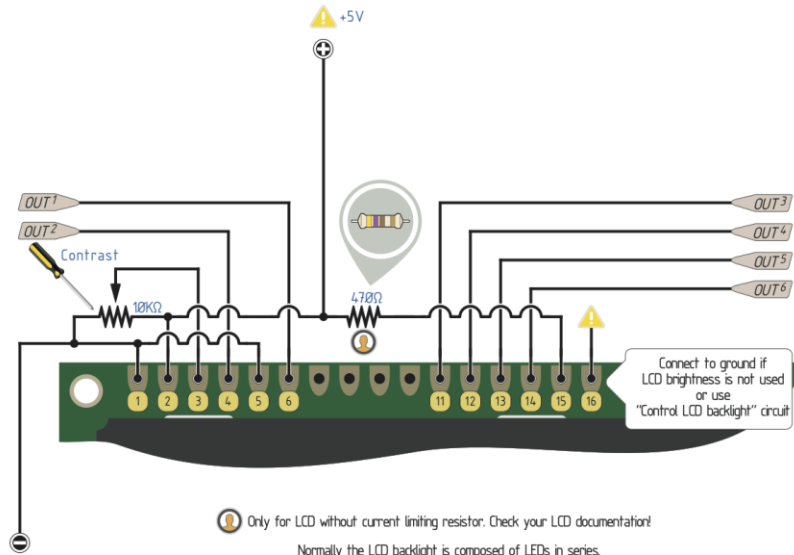 +5V
OUT1
OUT2
OUT3
OUT4
OUT5
OUT6
Contrast
10KΩ
470Ω
1 2 3 4 5 6 11 12 13 14 15 16
Connect to ground if
LCD brightness is not used
or use
"Control LCD backlight" circuit
Only for LCD without current limiting resistor. Check your LCD documentation!
Normally the LCD backlight is composed of LEDs in series.